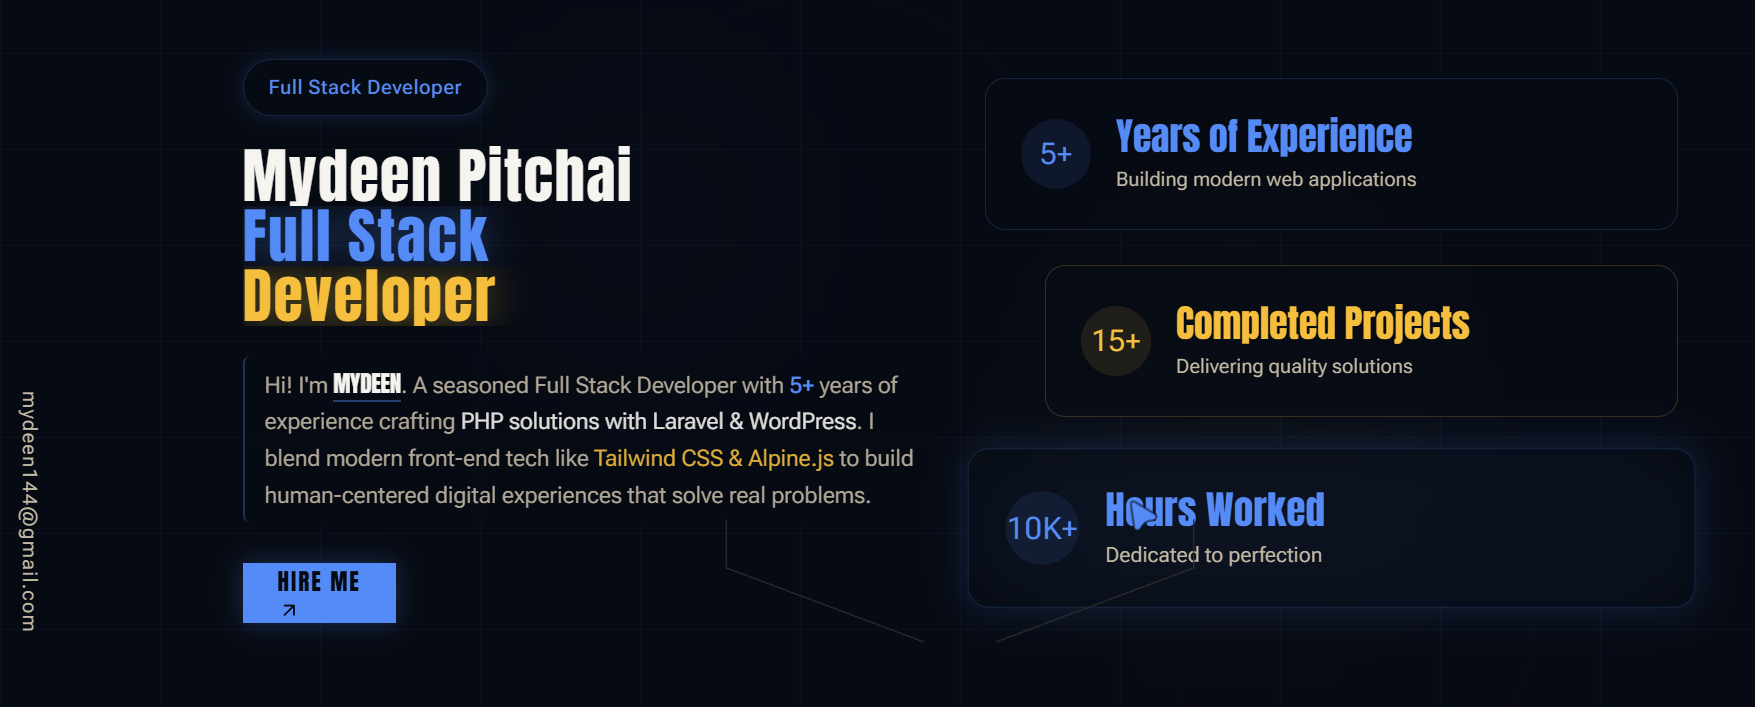 Full Stack Developer
Mydeen Pitchai
Full Stack
Developer
Hi! I'm MYDEEN. A seasoned Full Stack Developer with 5+ years of
experience crafting PHP solutions with Laravel & WordPress. I
blend modern front-end tech like Tailwind CSS & Alpine.js to build
human-centered digital experiences that solve real problems.
HIRE ME
mydeen144@gmail.com
5+
Years of Experience
Building modern web applications
15+
Completed Projects
Delivering quality solutions
10K+
Hours Worked
Dedicated to perfection